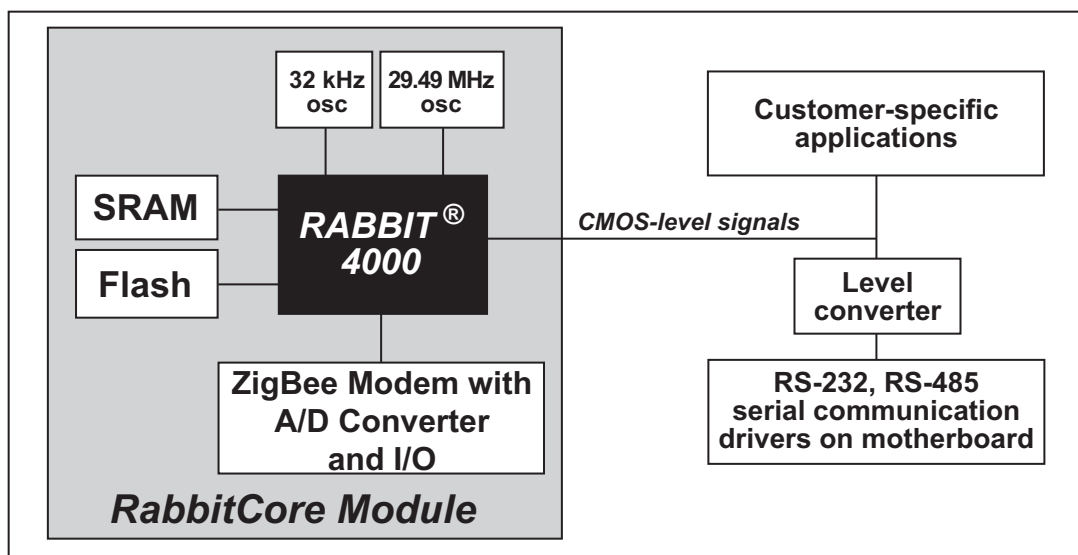 32 kHz
osc
29.49 MHz
osc
Customer-specific
applications
SRAM
RABBIT®
4000
CMOS-level signals
Flash
Level
converter
ZigBee Modem with
A/D Converter
and I/O
RS-232, RS-485
serial communication
drivers on motherboard
RabbitCore Module